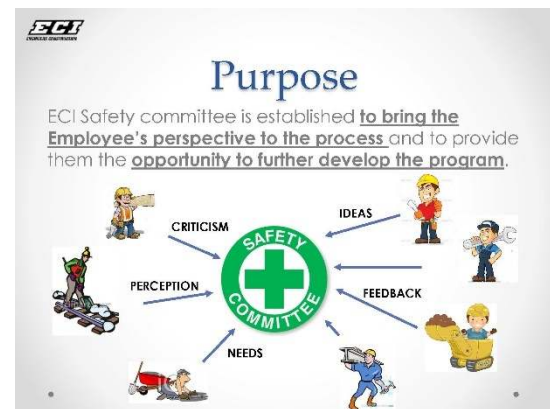 ECI
Purpose
ECI Safety committee is established to bring the
Employee's perspective to the process and to provide
them the opportunity to further develop the program.
CRITICISM
IDEAS
SAFETY
COMMITTEE
PERCEPTION
FEEDBACK
NEEDS